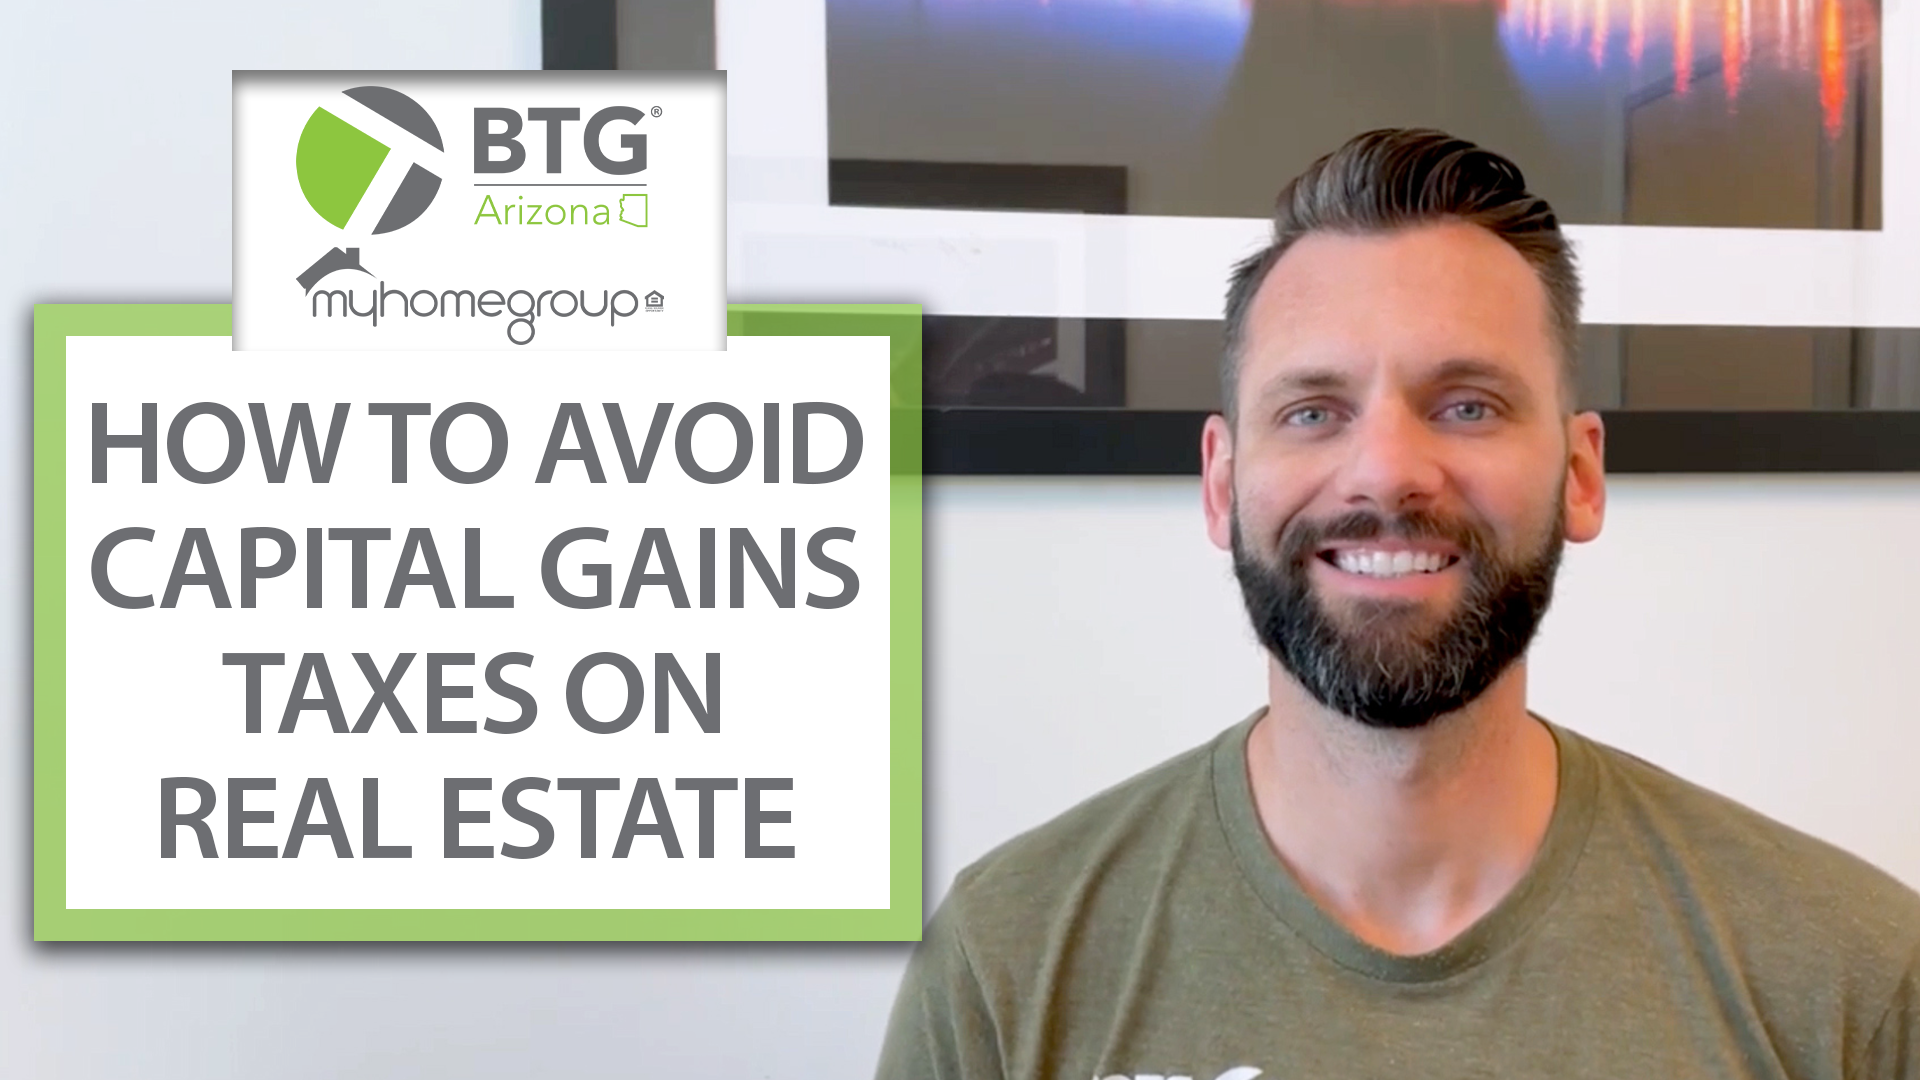 BTG®
Arizona
myhomegroup
HOW TO AVOID
CAPITAL GAINS
TAXES ON
REAL ESTATE